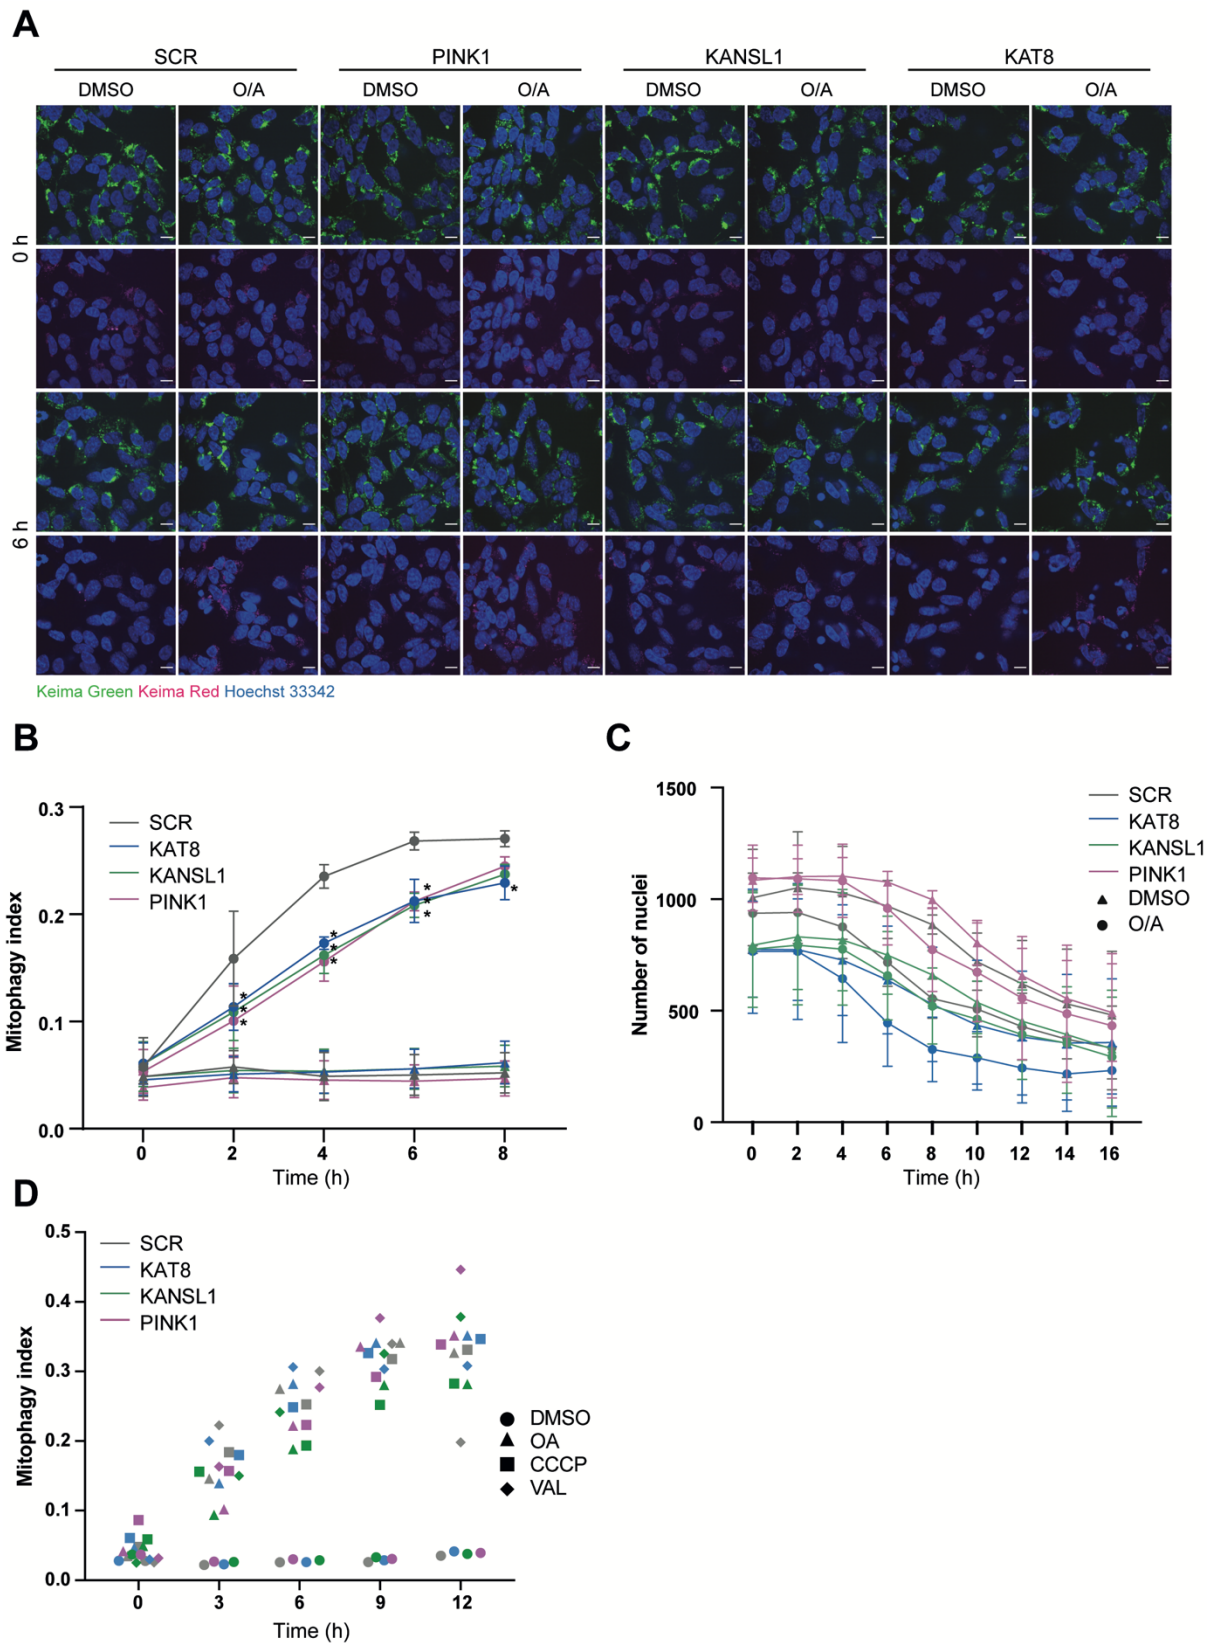 A
SCR PINK1 KANSL1 KAT8
DMSO O/A DMSO O/A DMSO O/A DMSO O/A
0 h
6 h
Keima Green Keima Red Hoechst 33342
B
Mitophagy index
0.3
0.2
0.1
0.0
SCR
KAT8
KANSL1
PINK1
* * *
* * *
* * *
*
0 2 4 6 8
Time (h)
C
Number of nuclei
1500
1000
500
0
SCR
KAT8
KANSL1
PINK1
DMSO
O/A
0 2 4 6 8 10 12 14 16
Time (h)
D
Mitophagy index
0.5
0.4
0.3
0.2
0.1
0.0
SCR
KAT8
KANSL1
PINK1
DMSO
OA
CCCP
VAL
0 3 6 9 12
Time (h)